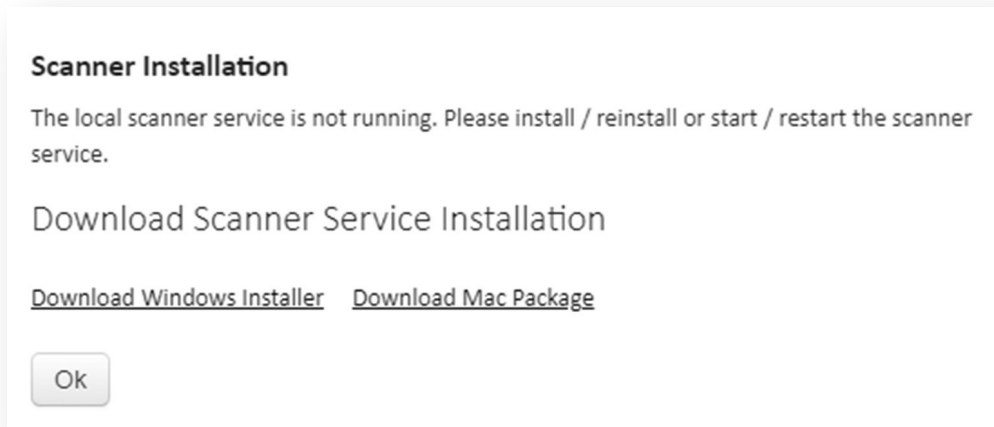 Scanner Installation
The local scanner service is not running. Please install / reinstall or start / restart the scanner
service.
Download Scanner Service Installation
Download Windows Installer Download Mac Package
Ok